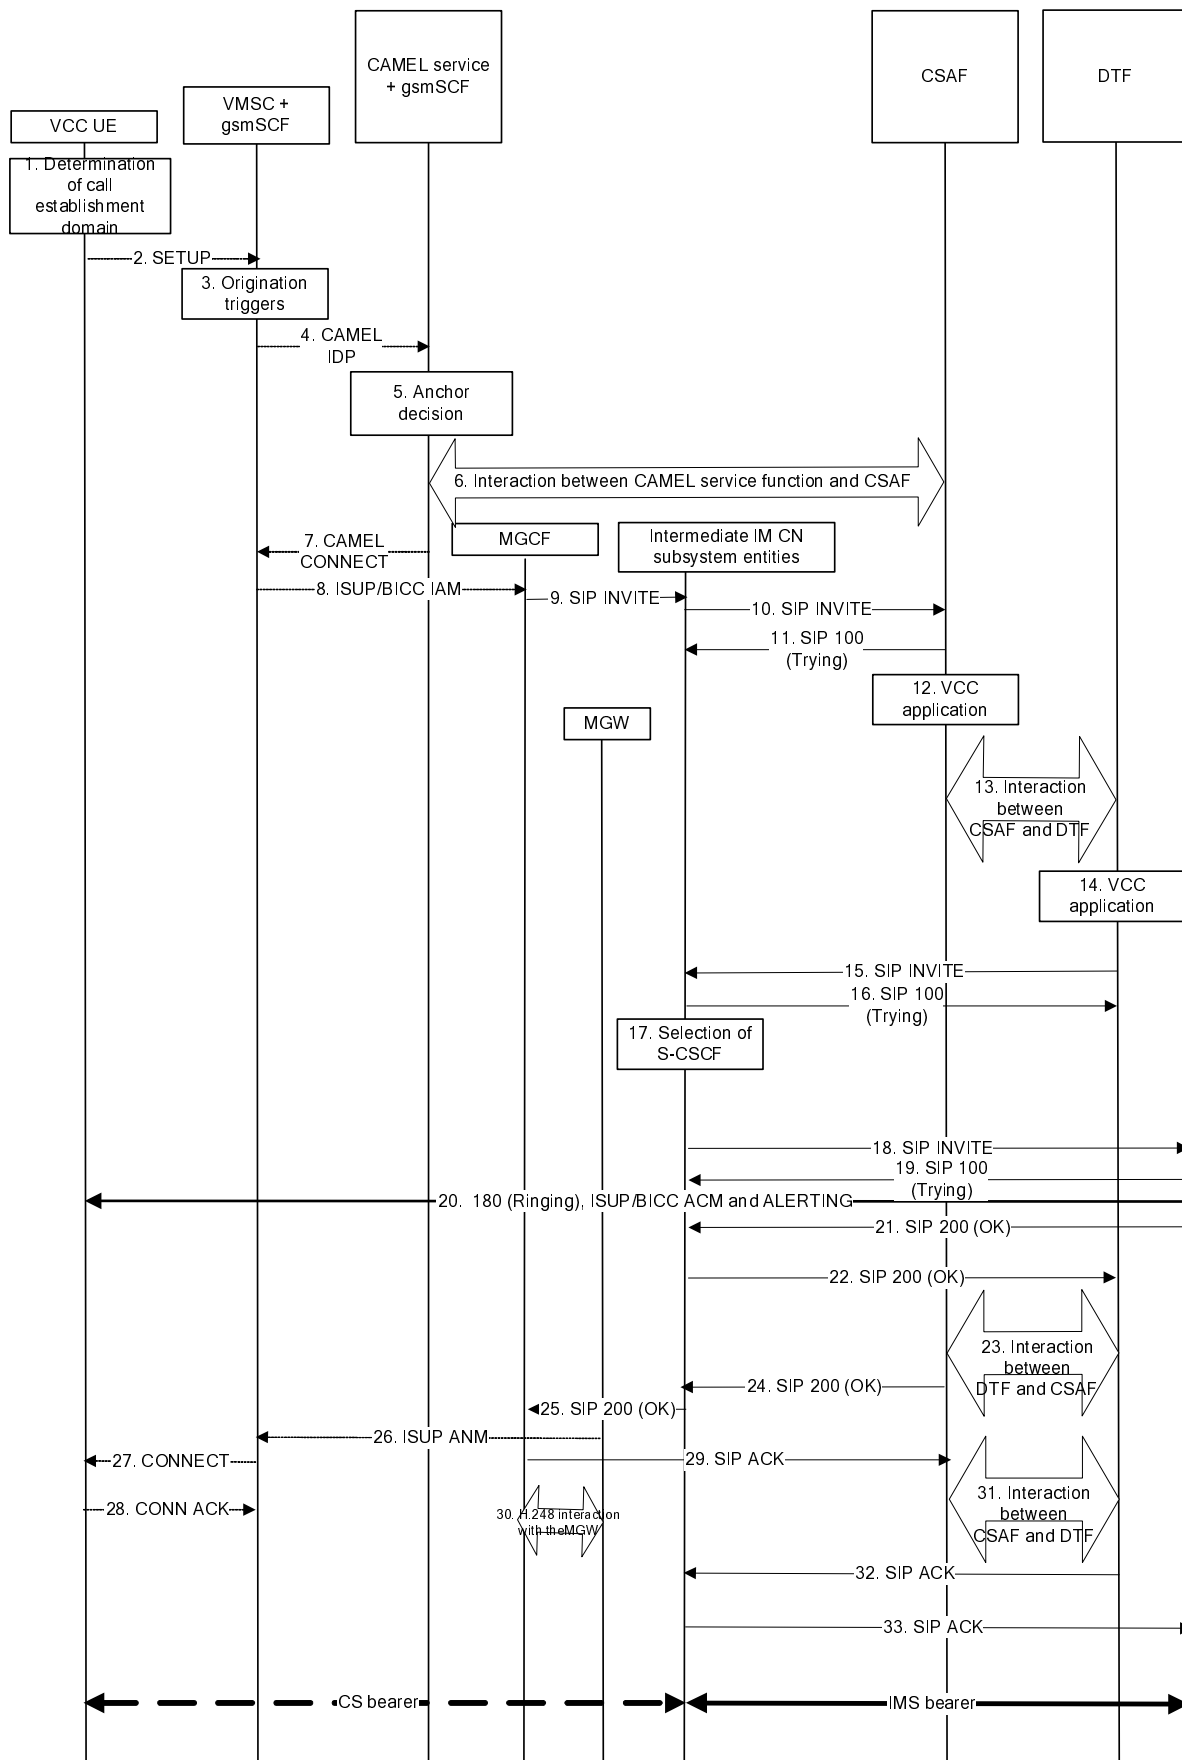 CAMEL service
+ gsmSCF
CSAF
DTF
VMSC +
gsmSCF
VCC UE
1. Determination
of call
establishment
domain
2. SETUP
3. Origination
triggers
4. CAMEL
IDP
5. Anchor
decision
6. Interaction between CAMEL service function and CSAF
MGCF
Intermediate IM CN
subsystem entities
7. CAMEL
CONNECT
8. ISUP/BICC IAM
9. SIP INVITE
10. SIP INVITE
11. SIP 100
(Trying)
12. VCC
application
MGW
13. Interaction
between
CSAF and DTF
14. VCC
application
15. SIP INVITE
16. SIP 100
(Trying)
17. Selection of
S-CSCF
18. SIP INVITE
19. SIP 100
(Trying)
20. 180 (Ringing), ISUP/BICC ACM and ALERTING
21. SIP 200 (OK)
22. SIP 200 (OK)
23. Interaction
between
DTF and CSAF
24. SIP 200 (OK)
25. SIP 200 (OK)
26. ISUP ANM
27. CONNECT
29. SIP ACK
28. CONN ACK
30. H.248 interaction
with theMGW
31. Interaction
between
CSAF and DTF
32. SIP ACK
33. SIP ACK
CS bearer
IMS bearer